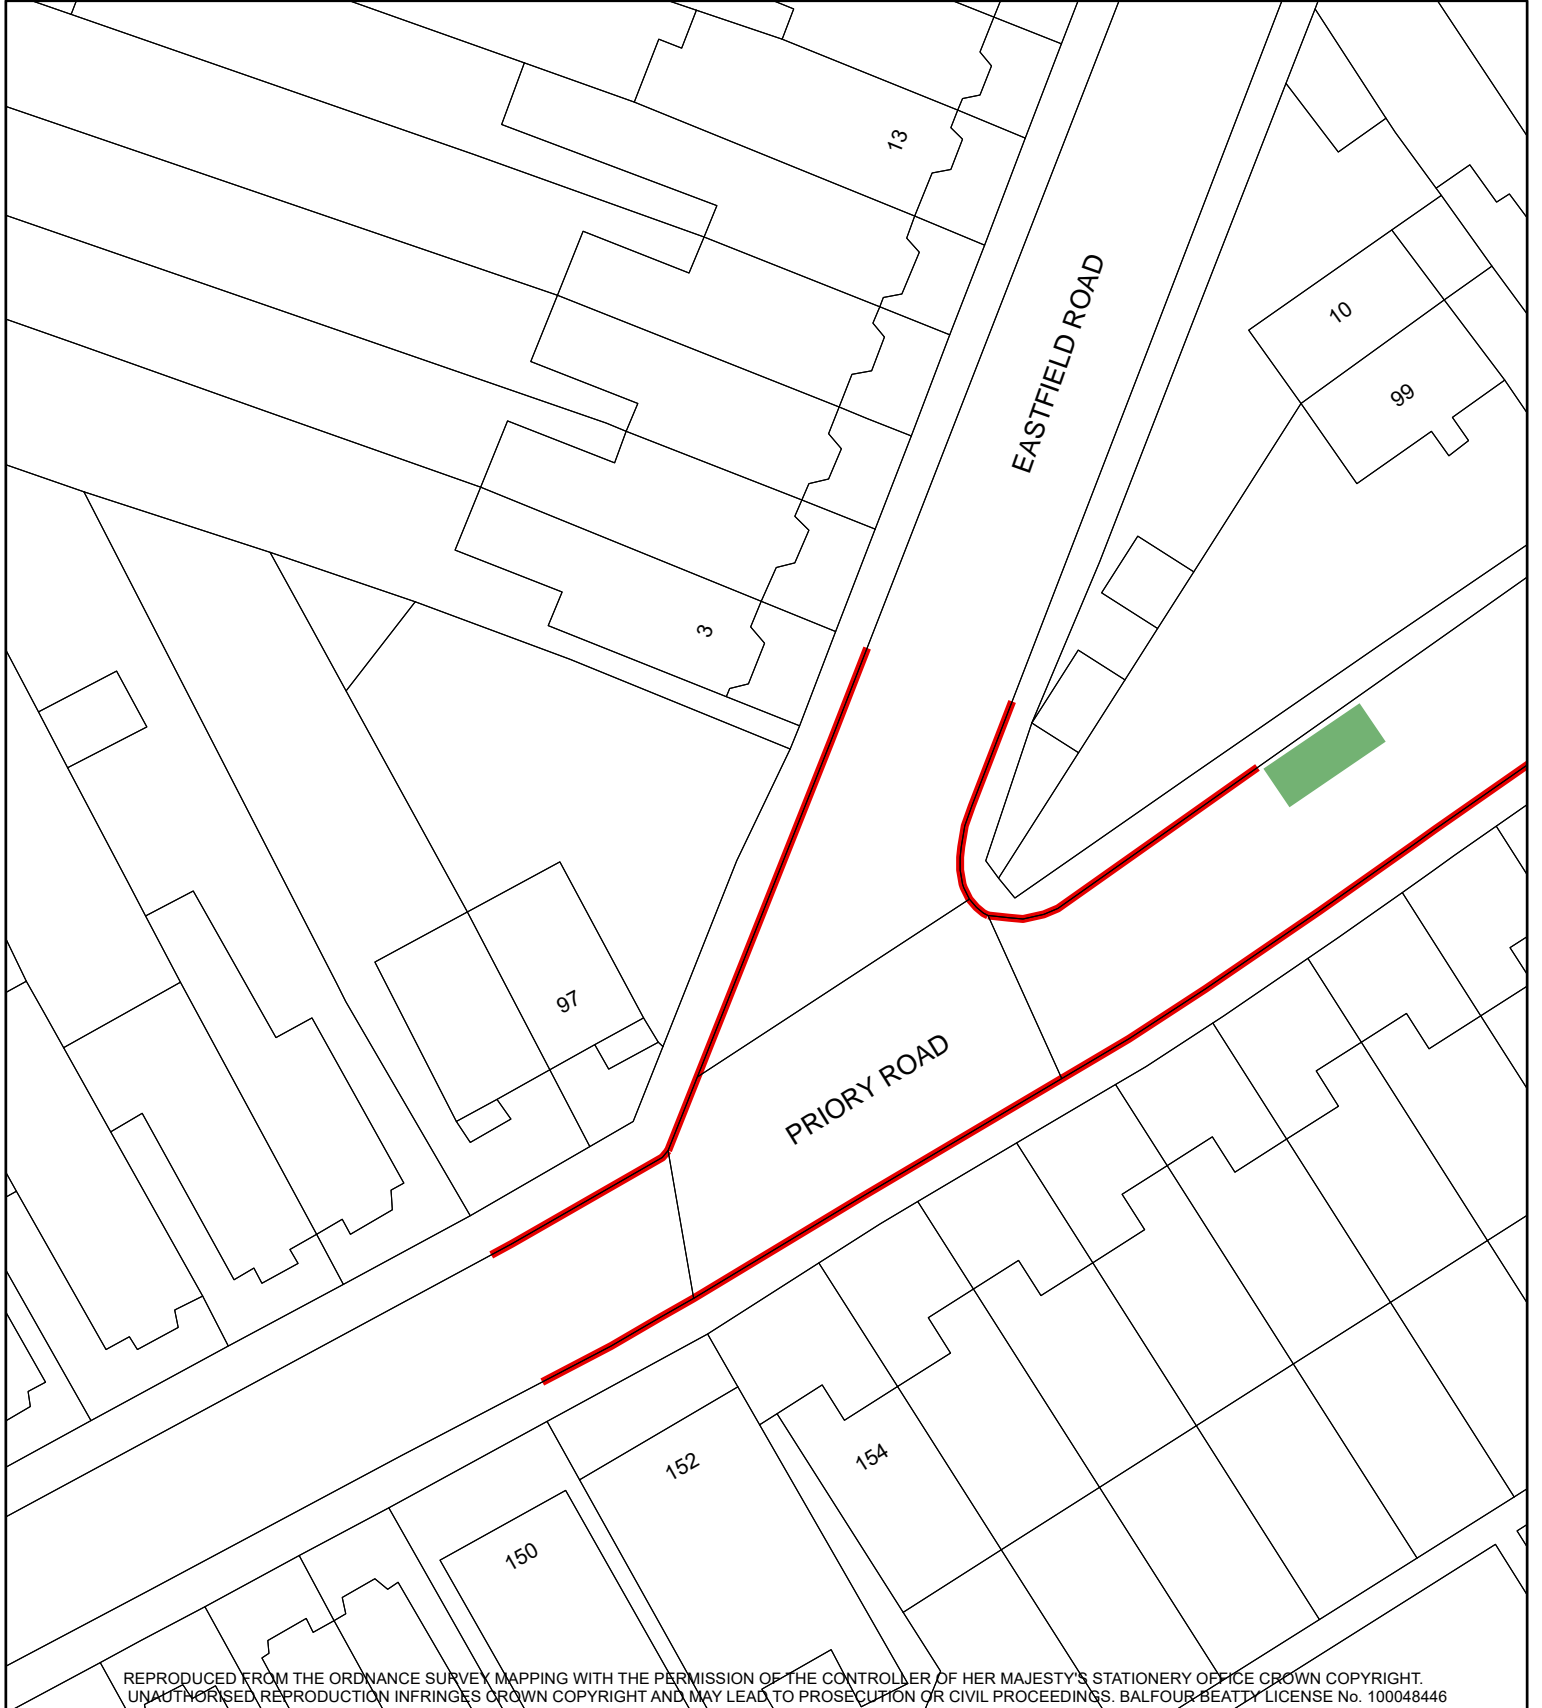 13
EASTFIELD ROAD
10
99
3
97
PRIORY ROAD
152
154
150
REPRODUCED FROM THE ORDNANCE SURVEY MAPPING WITH THE PERMISSION OF THE CONTROLLER OF HER MAJESTY'S STATIONERY OFFICE CROWN COPYRIGHT.
UNAUTHORISED REPRODUCTION INFRINGES CROWN COPYRIGHT AND MAY LEAD TO PROSECUTION OR CIVIL PROCEEDINGS. BALFOUR BEATTY LICENSE No. 100048446